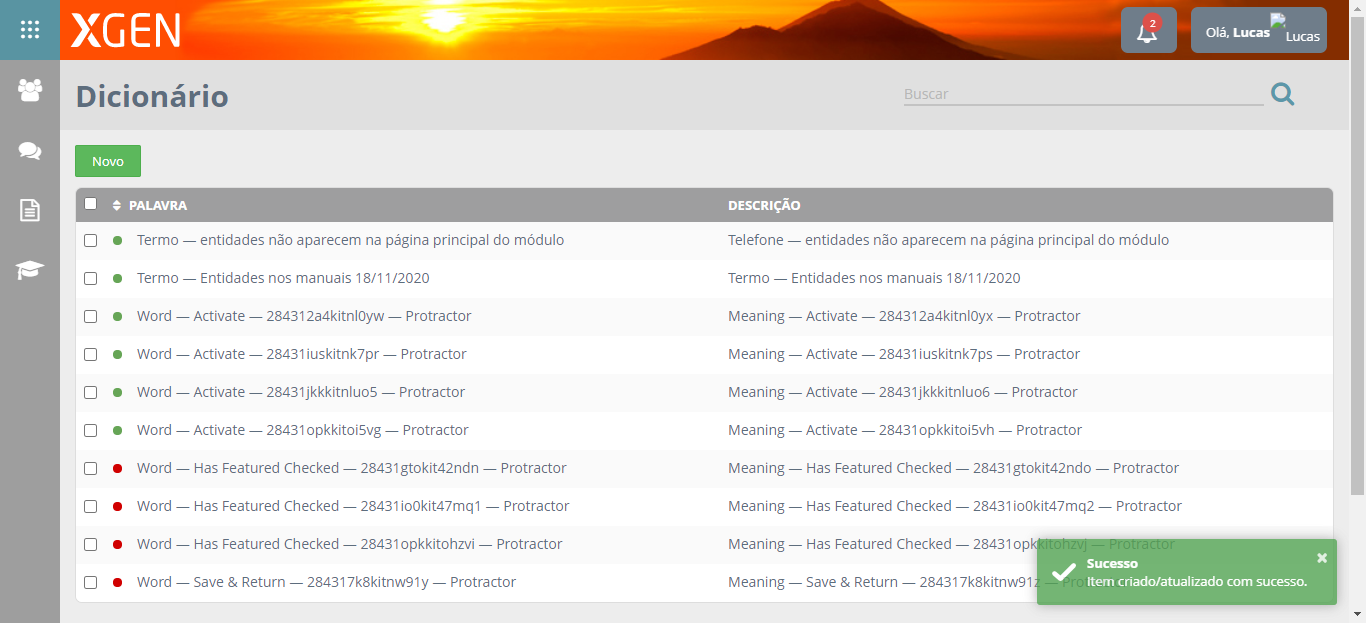 XGEN
2
Olá, Lucas
Lucas
Dicionário
Buscar
Novo
PALAVRA DESCRIÇÃO
Termo — entidades não aparecem na página principal do módulo Telefone — entidades não aparecem na página principal do módulo
Termo — Entidades nos manuais 18/11/2020 Termo — Entidades nos manuais 18/11/2020
Word — Activate — 284312a4kitnl0yw — Protractor Meaning — Activate — 284312a4kitnl0yx — Protractor
Word — Activate — 28431iuskitnk7pr — Protractor Meaning — Activate — 28431iuskitnk7ps — Protractor
Word — Activate — 28431jkkkitnluo5 — Protractor Meaning — Activate — 28431jkkkitnluo6 — Protractor
Word — Activate — 28431opkkitoi5vg — Protractor Meaning — Activate — 28431opkkitoi5vh — Protractor
Word — Has Featured Checked — 28431gtokit42ndn — Protractor Meaning — Has Featured Checked — 28431gtokit42ndo — Protractor
Word — Has Featured Checked — 28431io0kit47mq1 — Protractor Meaning — Has Featured Checked — 28431io0kit47mq2 — Protractor
Word — Has Featured Checked — 28431opkkitohzvi — Protractor Meaning — Has Featured Checked — 28431opkkitohzvj — Protractor
Word — Save & Return — 284317k8kitnw91y — Protractor Meaning — Save & Return — 284317k8kitnw91z —
Sucesso
Item criado/atualizado com sucesso.